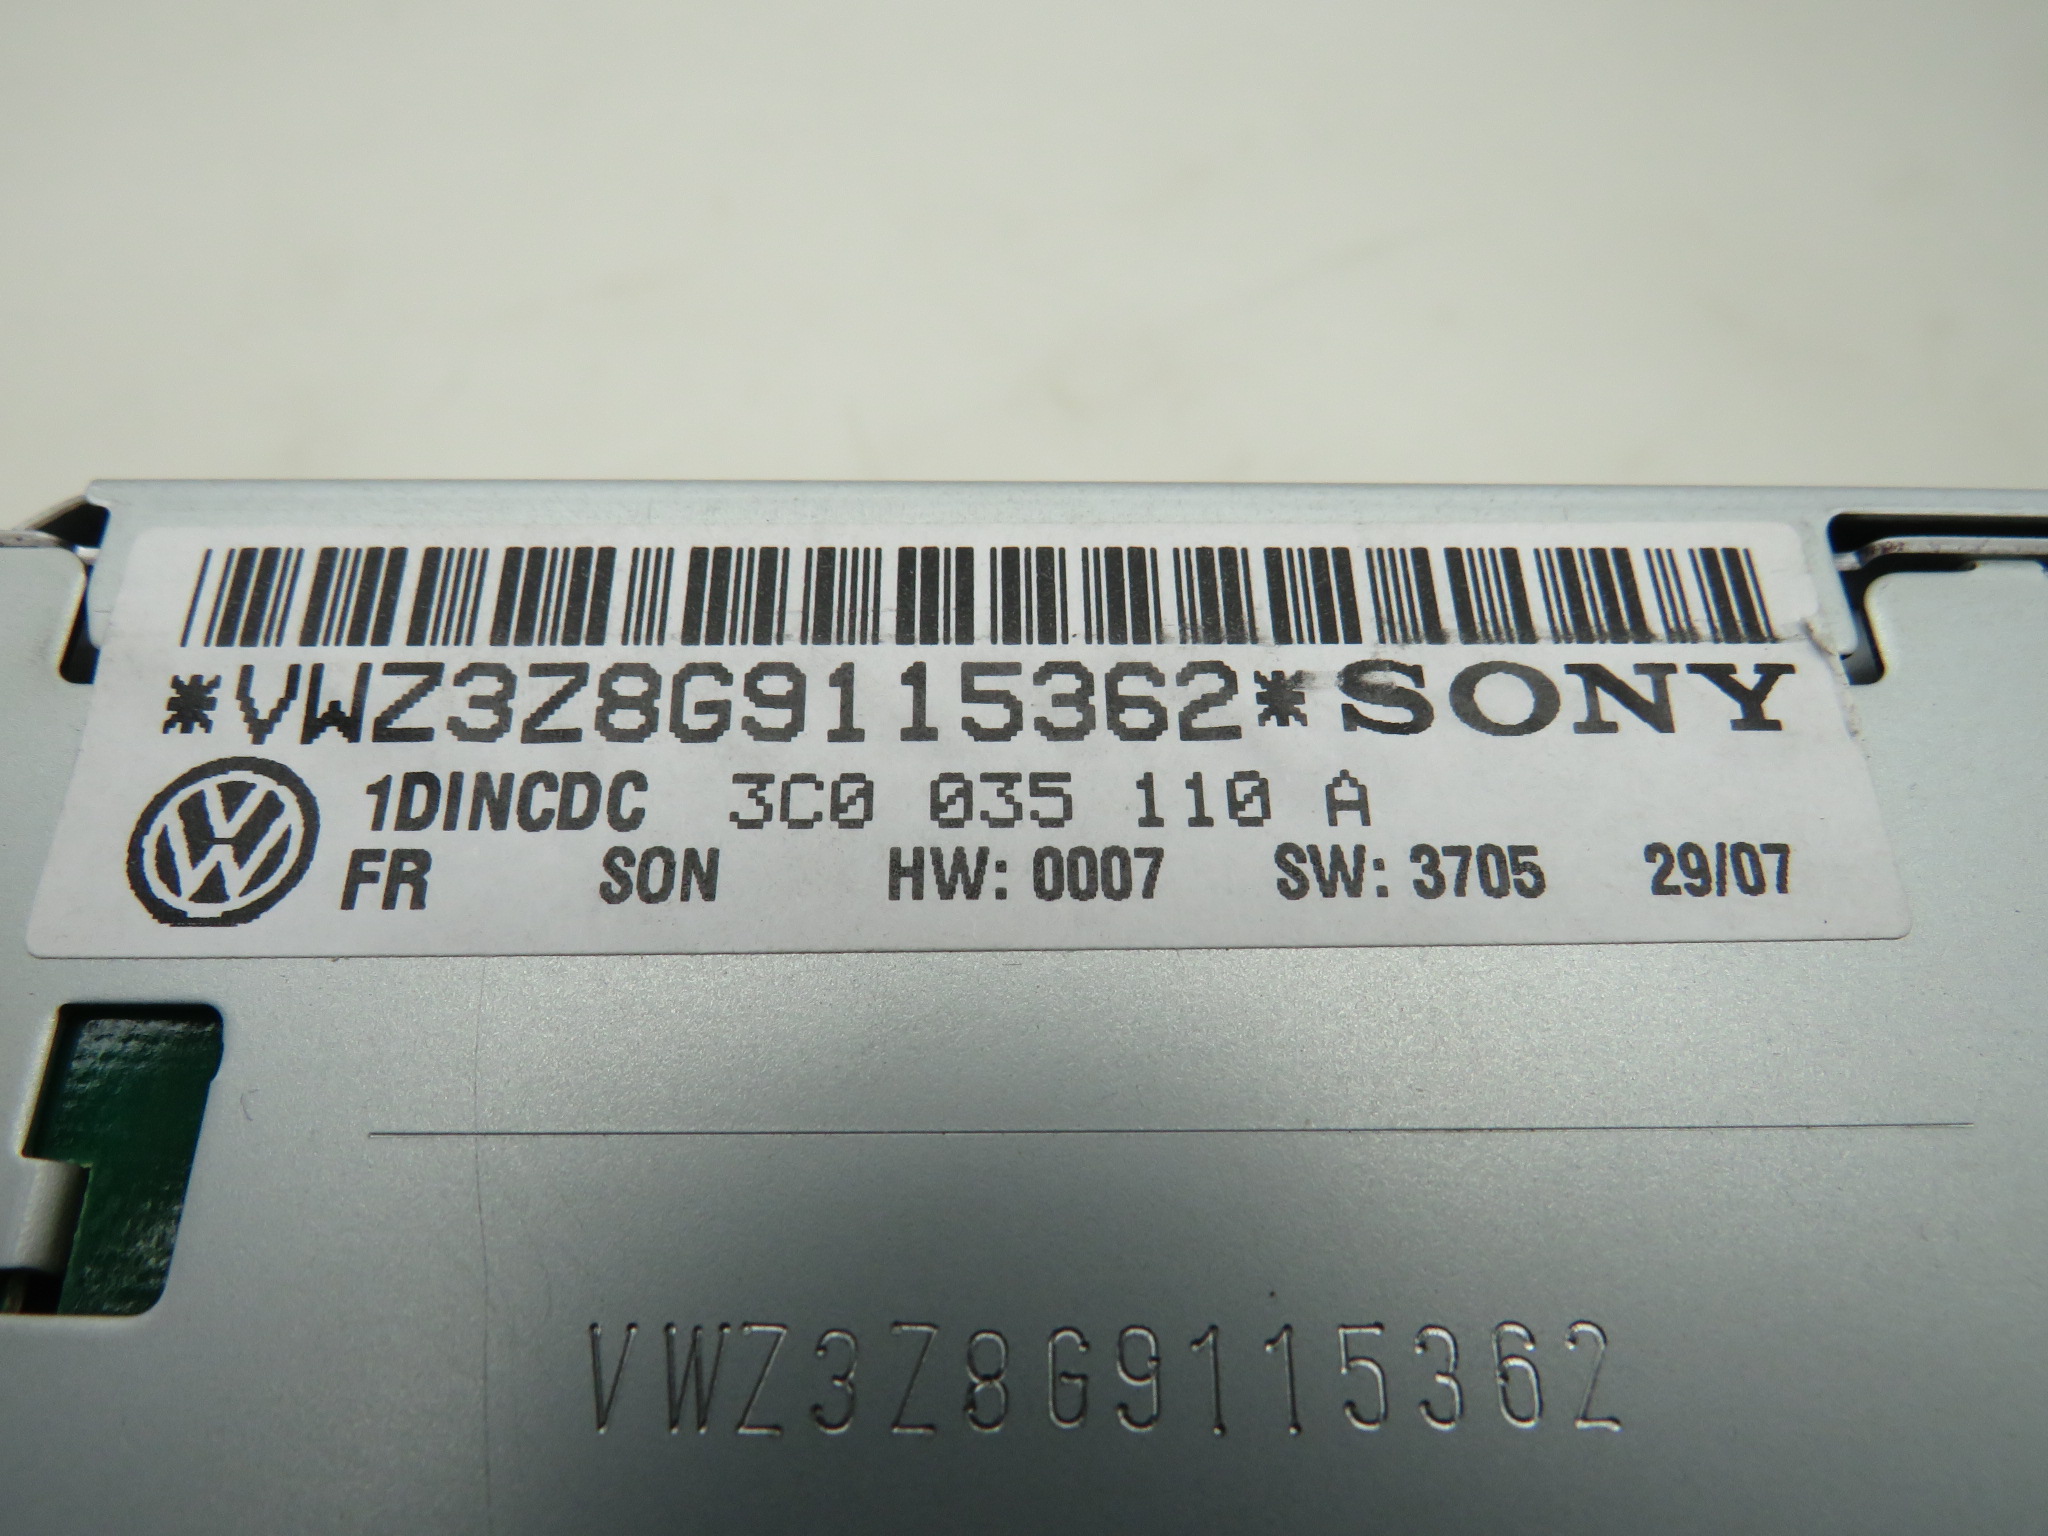 *VWZ3Z8G9115362* SONY
1DINCDC 3C0 035 110 A
FR SON HW: 0007 SW: 3705 29/07
VWZ3Z8G9115362